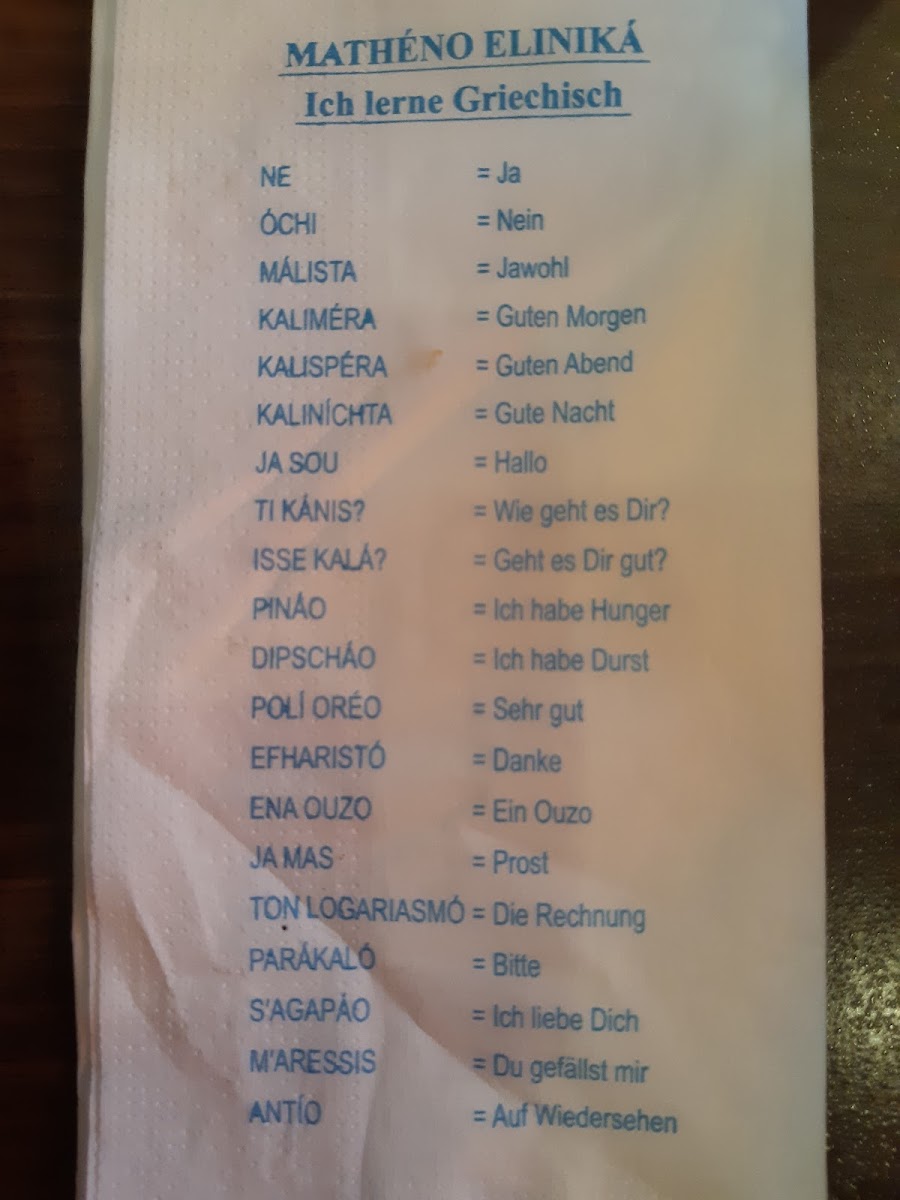 MATHÉNO ELINIKÁ
Ich lerne Griechisch
NE = Ja
ÓCHI = Nein
MÁLISTA = Jawohl
KALIMÉRA = Guten Morgen
KALISPÉRA = Guten Abend
KALINÍCHTA = Gute Nacht
JA SOU = Hallo
TI KÁNIS? = Wie geht es Dir?
ISSE KALÁ? = Geht es Dir gut?
PINÁO = Ich habe Hunger
DIPSCHÁO = Ich habe Durst
POLÍ ORÉO = Sehr gut
EFHARISTÓ = Danke
ENA OUZO = Ein Ouzo
JA MAS = Prost
TON LOGARIASMÓ = Die Rechnung
PARÁKALÓ = Bitte
S'AGAPÁO = Ich liebe Dich
M'ARESSIS = Du gefällst mir
ANTÍO = Auf Wiedersehen